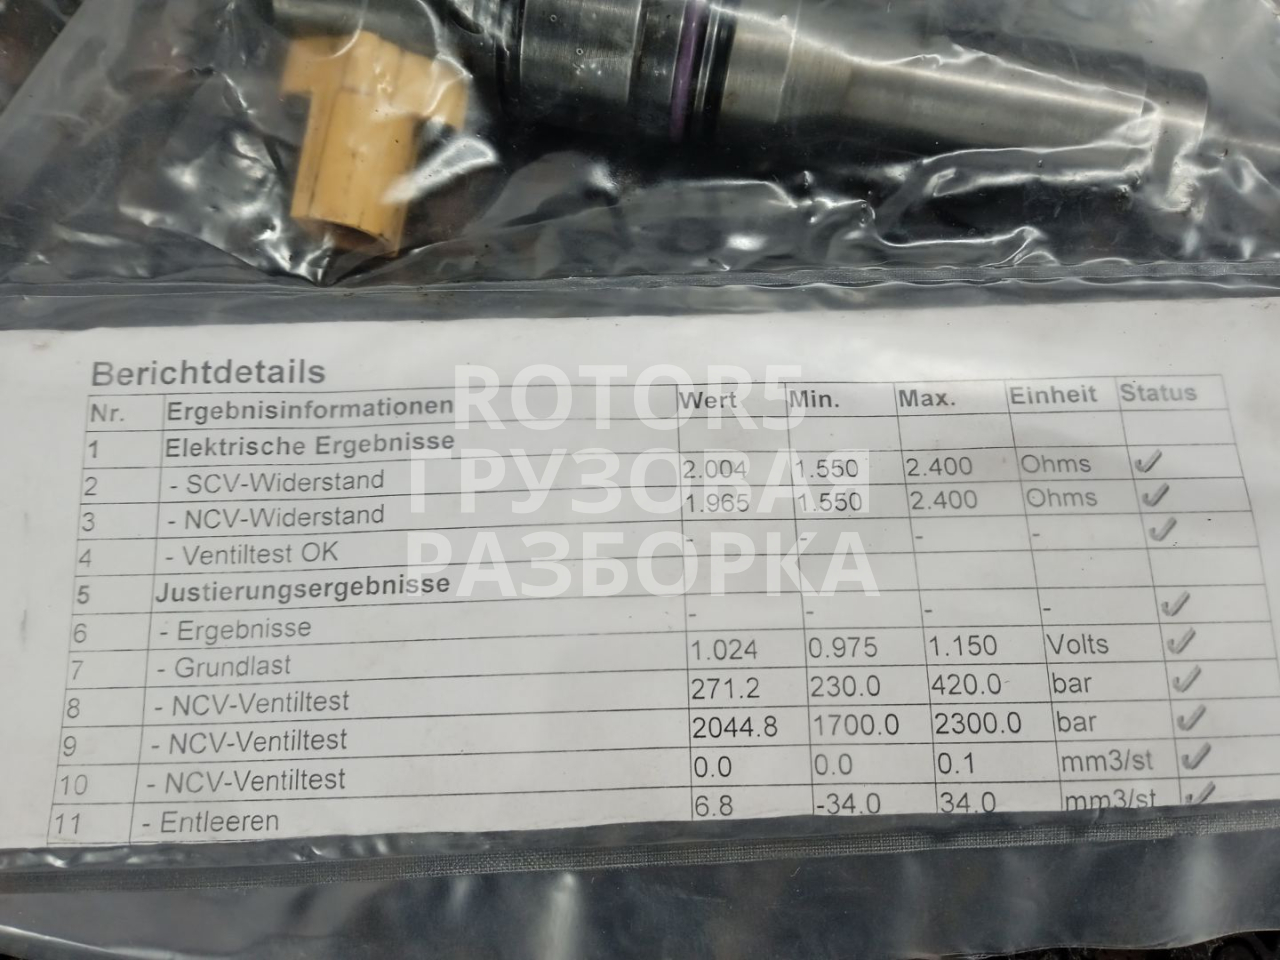 Berichtdetails
Nr. Ergebnisinformationen Wert Min. Max. Einheit Status
1 Elektrische Ergebnisse
2 - SCV-Widerstand 2.004 1.550 2.400 Ohms ✓
3 - NCV-Widerstand 1.965 1.550 2.400 Ohms ✓
4 - Ventiltest OK - - - - ✓
5 Justierungsergebnisse
6 - Ergebnisse - - - - ✓
7 - Grundlast 1.024 0.975 1.150 Volts ✓
8 - NCV-Ventiltest 271.2 230.0 420.0 bar ✓
9 - NCV-Ventiltest 2044.8 1700.0 2300.0 bar ✓
10 - NCV-Ventiltest 0.0 0.0 0.1 mm3/st ✓
11 - Entleeren 6.8 -34.0 34.0 mm3/st ✓
ROTOR5
ГРУЗОВАЯ
РАЗБОРКА